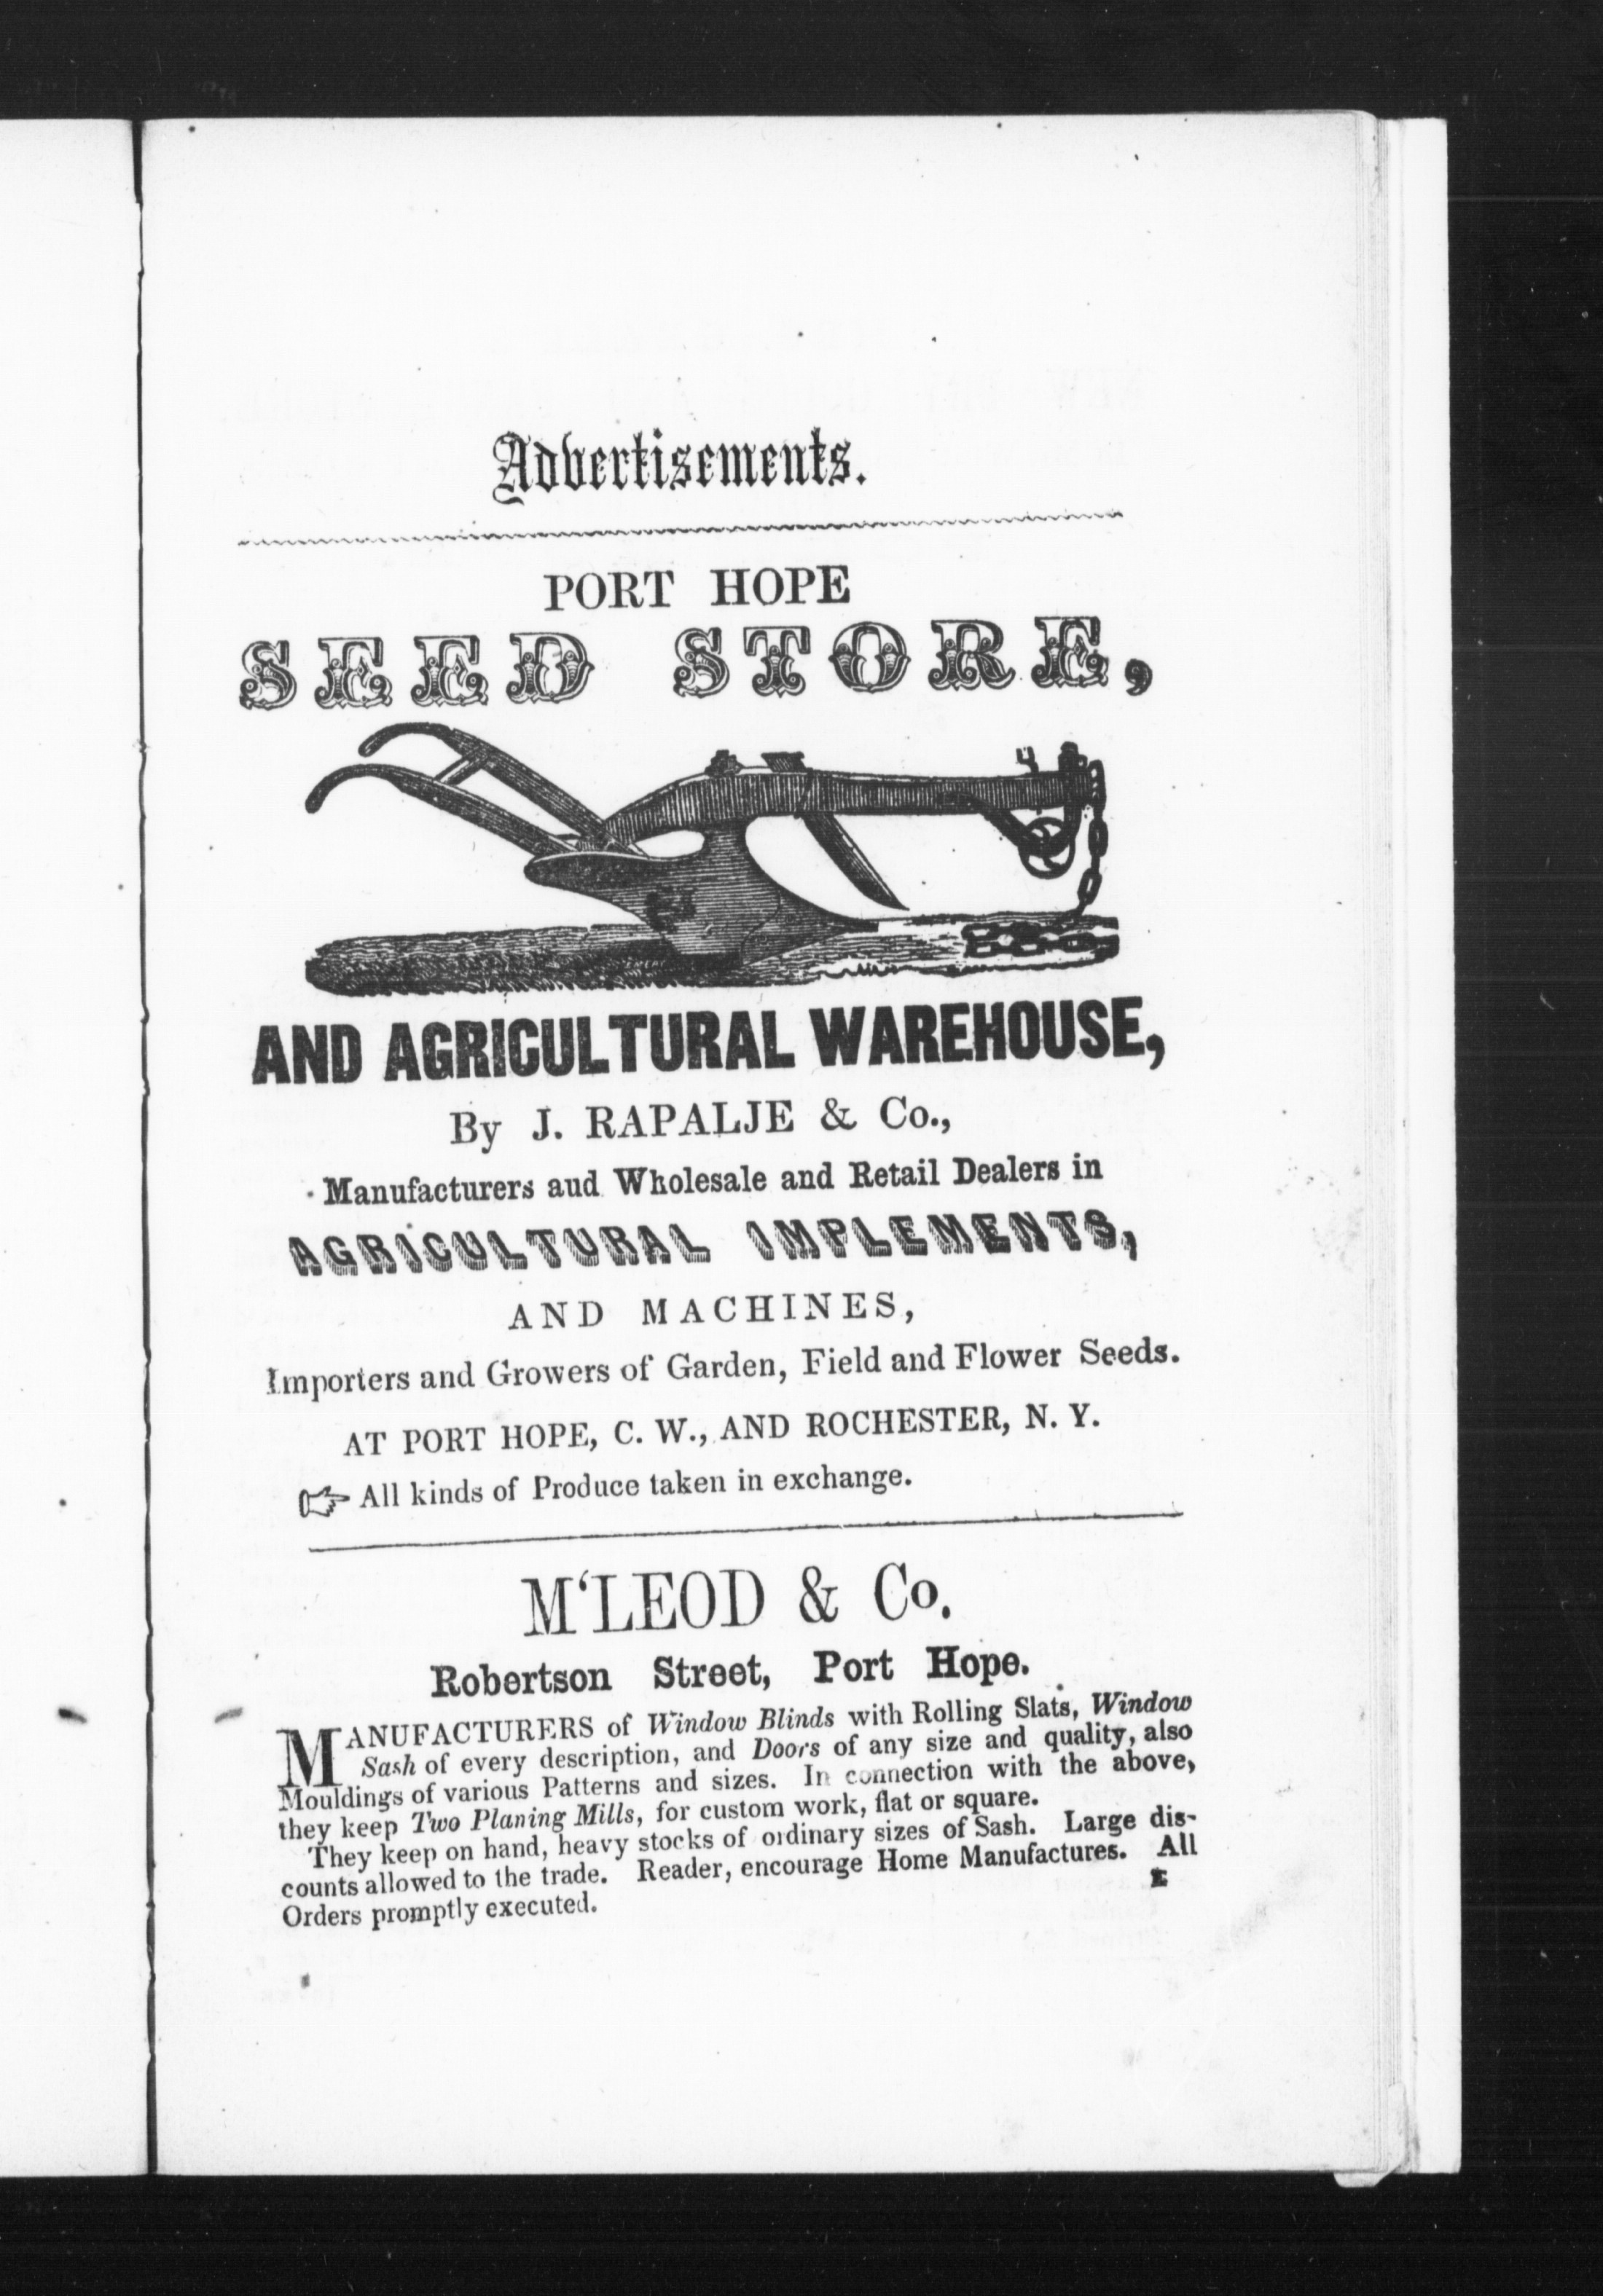 Advertisements.
PORT HOPE
SEED STORE,
AND AGRICULTURAL WAREHOUSE,
By J. RAPALJE & Co.,
Manufacturers aud Wholesale and Retail Dealers in
AGRICULTURAL IMPLEMENTS,
AND MACHINES,
Importers and Growers of Garden, Field and Flower Seeds.
AT PORT HOPE, C. W., AND ROCHESTER, N. Y.
☞ All kinds of Produce taken in exchange.
M‘LEOD & Co.
Robertson Street, Port Hope.
MANUFACTURERS of Window Blinds with Rolling Slats, Window
Sash of every description, and Doors of any size and quality, also
Mouldings of various Patterns and sizes. In connection with the above,
they keep Two Planing Mills, for custom work, flat or square.
They keep on hand, heavy stocks of ordinary sizes of Sash. Large dis-
counts allowed to the trade. Reader, encourage Home Manufactures. All
Orders promptly executed.
E